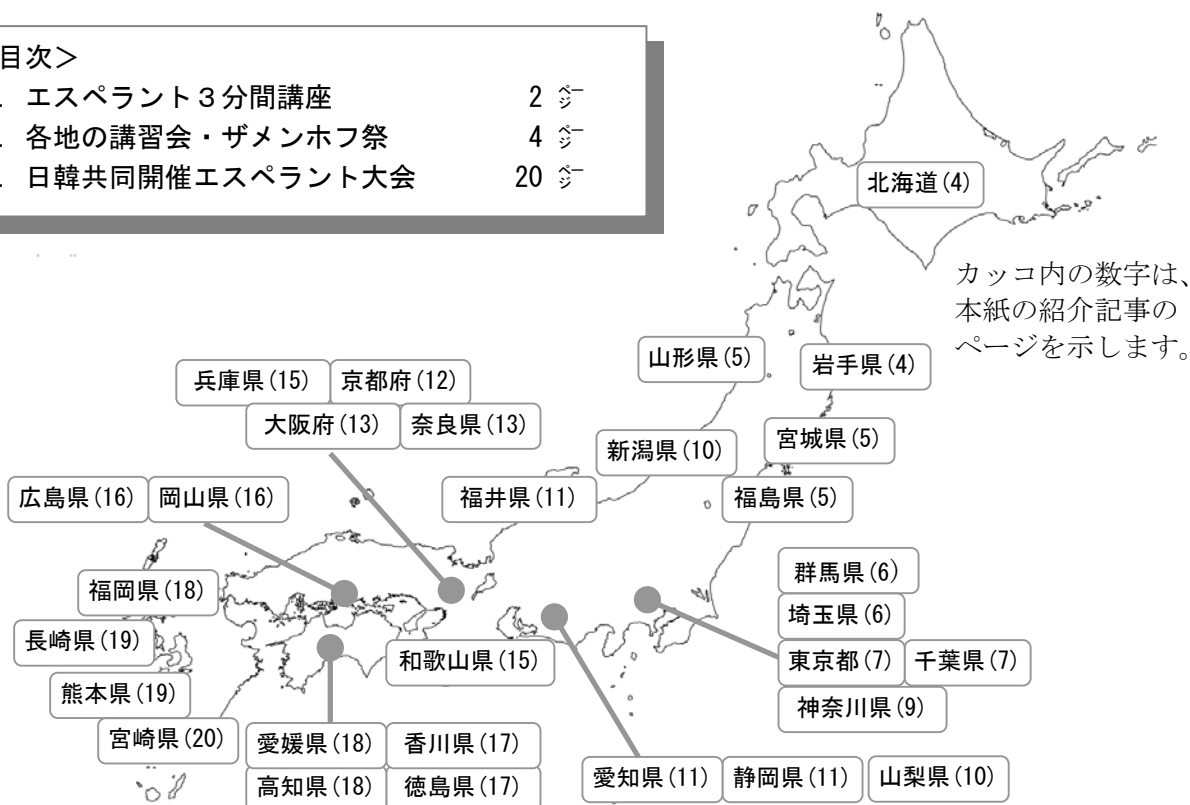 目次＞
. エスペラント３分間講座 2 ページ
. 各地の講習会・ザメンホフ祭 4 ページ
. 日韓共同開催エスペラント大会 20 ページ
北海道(4)
カッコ内の数字は、
本紙の紹介記事の
ページを示します。
山形県(5) 岩手県(4)
兵庫県(15) 京都府(12)
大阪府(13) 奈良県(13)
新潟県(10) 宮城県(5)
広島県(16) 岡山県(16) 福井県(11) 福島県(5)
群馬県(6)
福岡県(18)
埼玉県(6)
長崎県(19) 和歌山県(15) 東京都(7) 千葉県(7)
熊本県(19)
神奈川県(9)
宮崎県(20) 愛媛県(18) 香川県(17)
高知県(18) 徳島県(17) 愛知県(11) 静岡県(11) 山梨県(10)